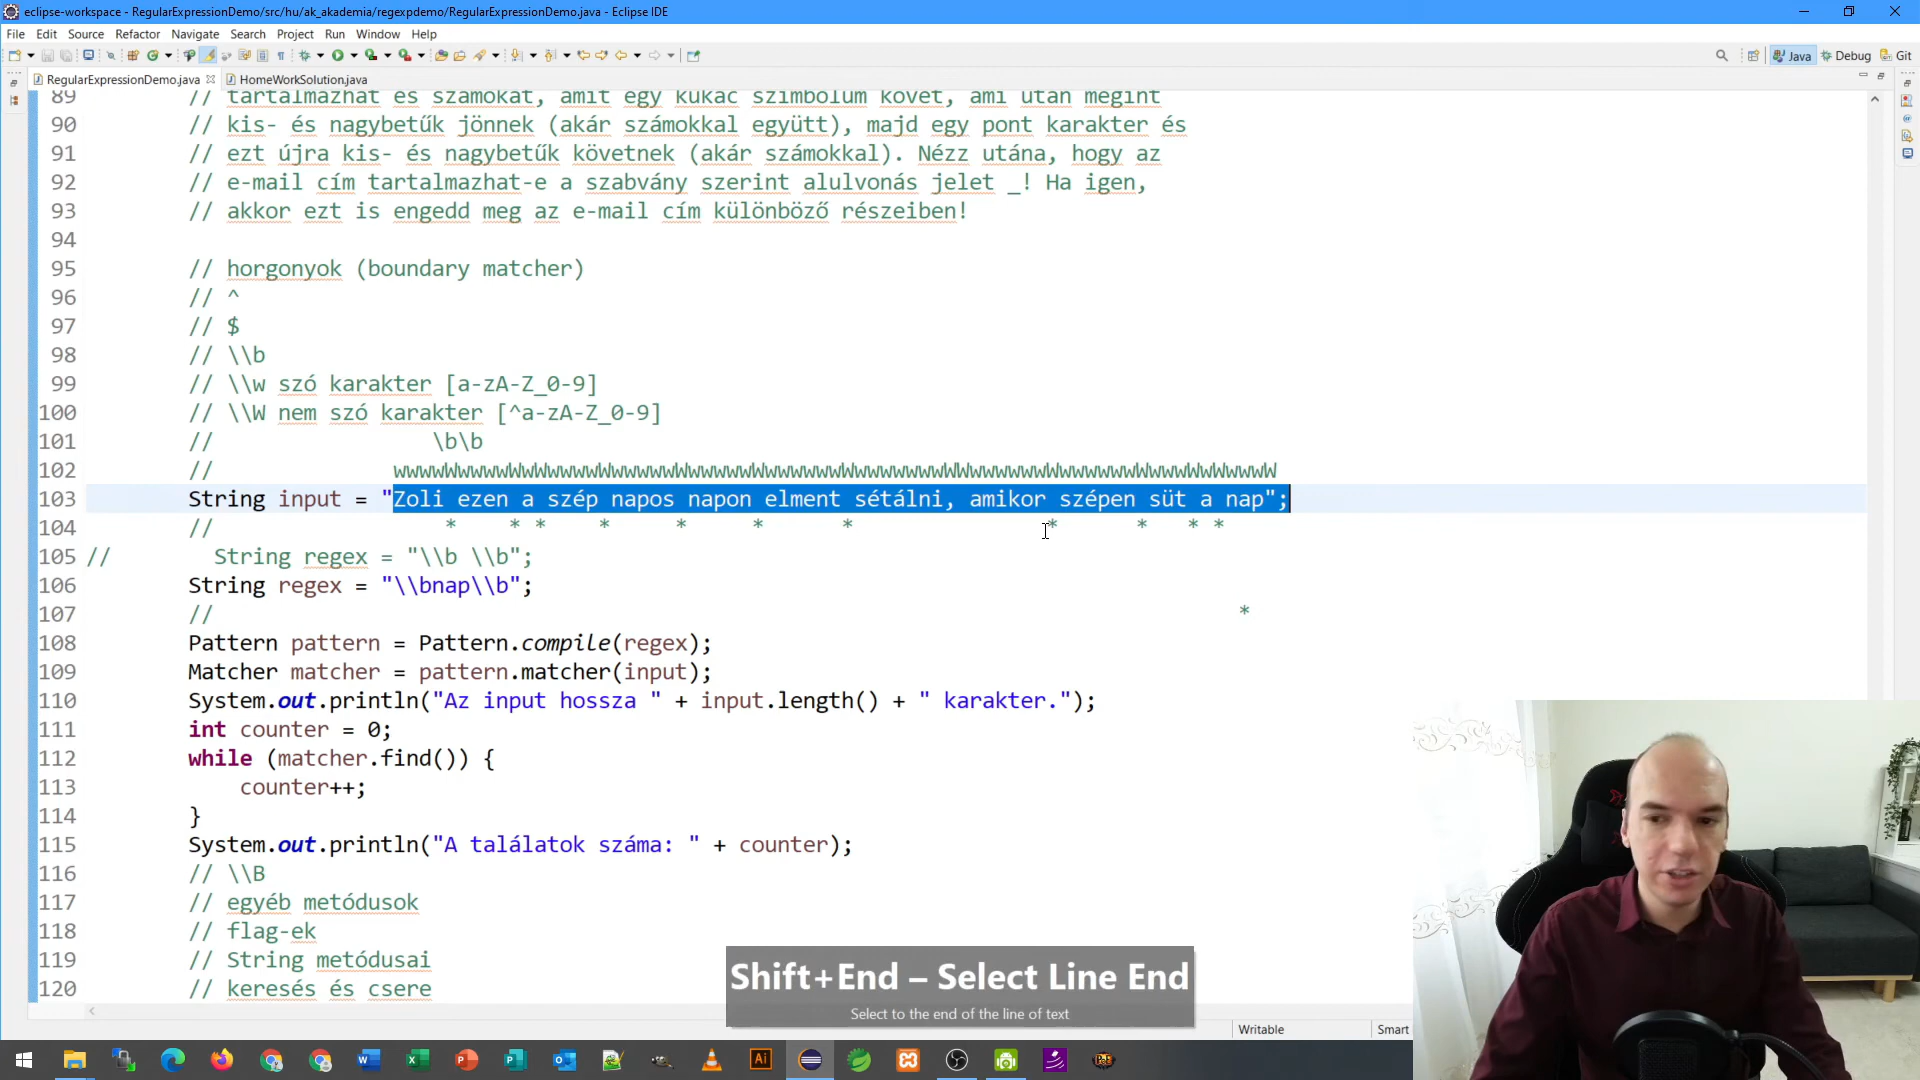 eclipse-workspace - RegularExpressionDemo/src/hu/ak_akademia/regexpdemo/RegularExpressionDemo.java - Eclipse IDE
File Edit Source Refactor Navigate Search Project Run Window Help
Java Debug Git
RegularExpressionDemo.java HomeWorkSolution.java
89 // tartalmazhat és számokat, amit egy kukac szimbólum követ, ami után megint
90 // kis- és nagybetűk jönnek (akár számokkal együtt), majd egy pont karakter és
91 // ezt újra kis- és nagybetűk követnek (akár számokkal). Nézz utána, hogy az
92 // e-mail cím tartalmazhat-e a szabvány szerint alulvonás jelet _! Ha igen,
93 // akkor ezt is engedd meg az e-mail cím különböző részeiben!
94
95 // horgonyok (boundary matcher)
96 // ^
97 // $
98 // \\b
99 // \\w szó karakter [a-zA-Z_0-9]
100 // \\W nem szó karakter [^a-zA-Z_0-9]
101 // \b\b
102 //
103 String input = "Zoli ezen a szép napos napon elment sétálni, amikor szépen süt a nap";
104 // * * * * * * * * * * *
105 // String regex = "\\b \\b";
106 String regex = "\\bnap\\b";
107 // *
108 Pattern pattern = Pattern.compile(regex);
109 Matcher matcher = pattern.matcher(input);
110 System.out.println("Az input hossza " + input.length() + " karakter.");
111 int counter = 0;
112 while (matcher.find()) {
113 counter++;
114 }
115 System.out.println("A találatok száma: " + counter);
116 // \\B
117 // egyéb metódusok
118 // flag-ek
119 // String metódusai
120 // keresés és csere
Shift+End – Select Line End
Select to the end of the line of text
Writable Smart